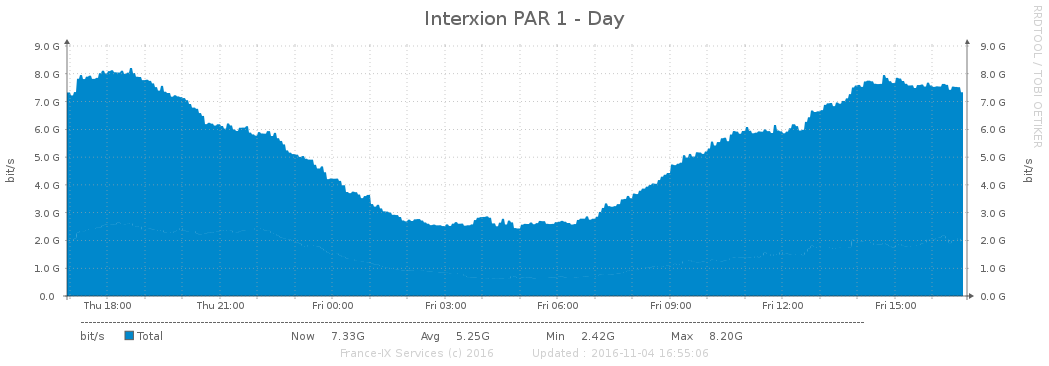 Interxion PAR 1 - Day
RRDTOOL / TOBI OETIKER
9.0 G 9.0 G
8.0 G 8.0 G
7.0 G 7.0 G
6.0 G 6.0 G
5.0 G 5.0 G
4.0 G 4.0 G
3.0 G 3.0 G
2.0 G 2.0 G
1.0 G 1.0 G
0.0 0.0 G
bit/s bit/s
Thu 18:00 Thu 21:00 Fri 00:00 Fri 03:00 Fri 06:00 Fri 09:00 Fri 12:00 Fri 15:00
bit/s Total Now 7.33G Avg 5.25G Min 2.42G Max 8.20G
France-IX Services (c) 2016 Updated : 2016-11-04 16:55:06